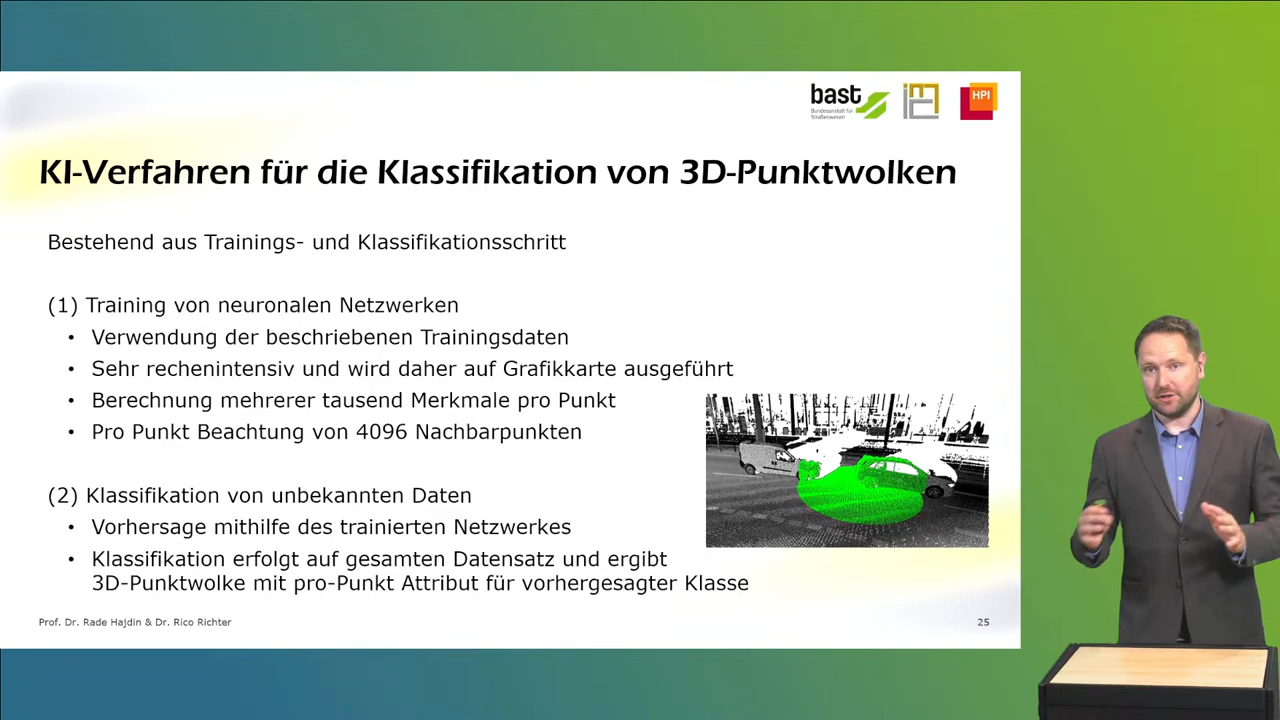 bast
Bundesanstalt für
Straßenwesen
HPI
KI-Verfahren für die Klassifikation von 3D-Punktwolken
Bestehend aus Trainings- und Klassifikationsschritt
(1) Training von neuronalen Netzwerken
• Verwendung der beschriebenen Trainingsdaten
• Sehr rechenintensiv und wird daher auf Grafikkarte ausgeführt
• Berechnung mehrerer tausend Merkmale pro Punkt
• Pro Punkt Beachtung von 4096 Nachbarpunkten
(2) Klassifikation von unbekannten Daten
• Vorhersage mithilfe des trainierten Netzwerkes
• Klassifikation erfolgt auf gesamten Datensatz und ergibt
3D-Punktwolke mit pro-Punkt Attribut für vorhergesagter Klasse
Prof. Dr. Rade Hajdin & Dr. Rico Richter
25